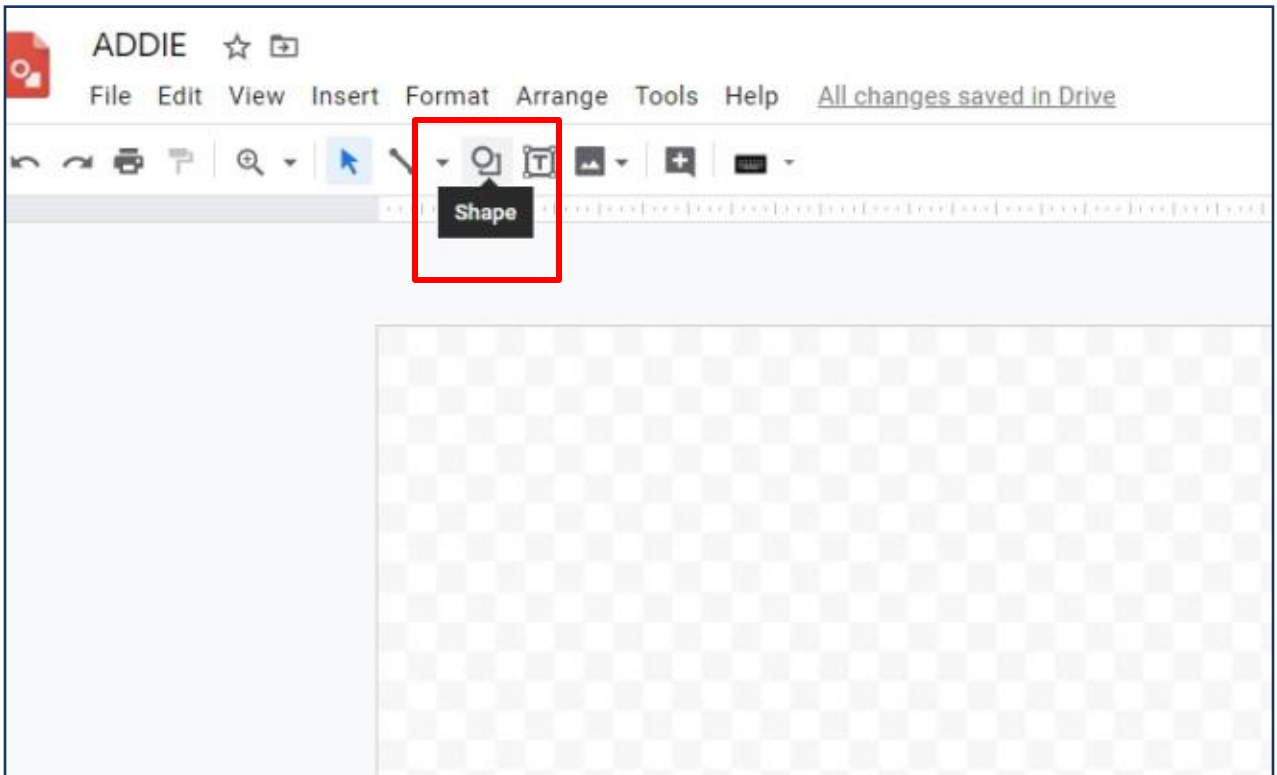 ADDIE
File Edit View Insert Format Arrange Tools Help All changes saved in Drive
Shape